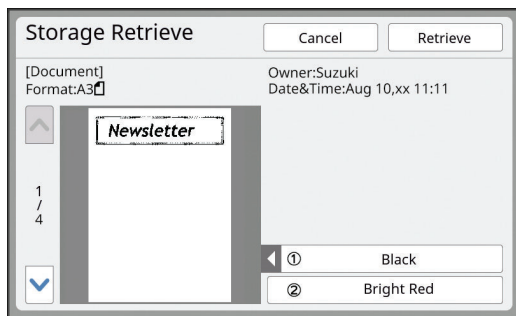 Storage Retrieve
Cancel
Retrieve
[Document]
Format:A3
Owner:Suzuki
Date&Time:Aug 10,xx 11:11
Newsletter
1
/
4
① Black
② Bright Red